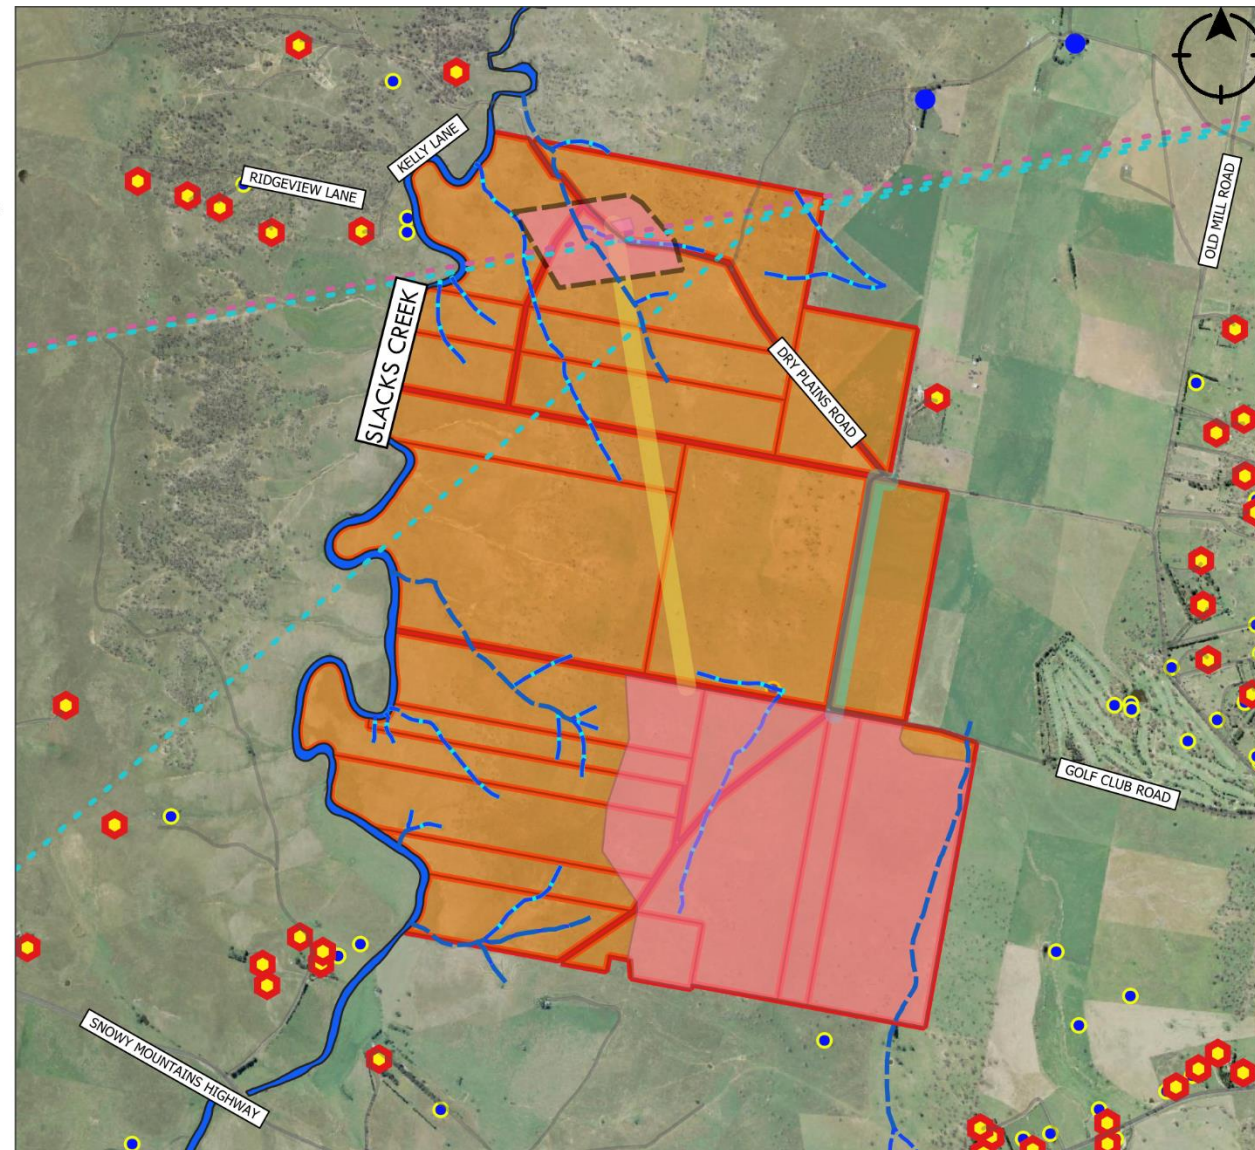 KELLY LANE
RIDGEVIEW LANE
OLD MILL ROAD
SLACKS CREEK
DRY PLAINS ROAD
GOLF CLUB ROAD
SNOWY MOUNTAINS HIGHWAY